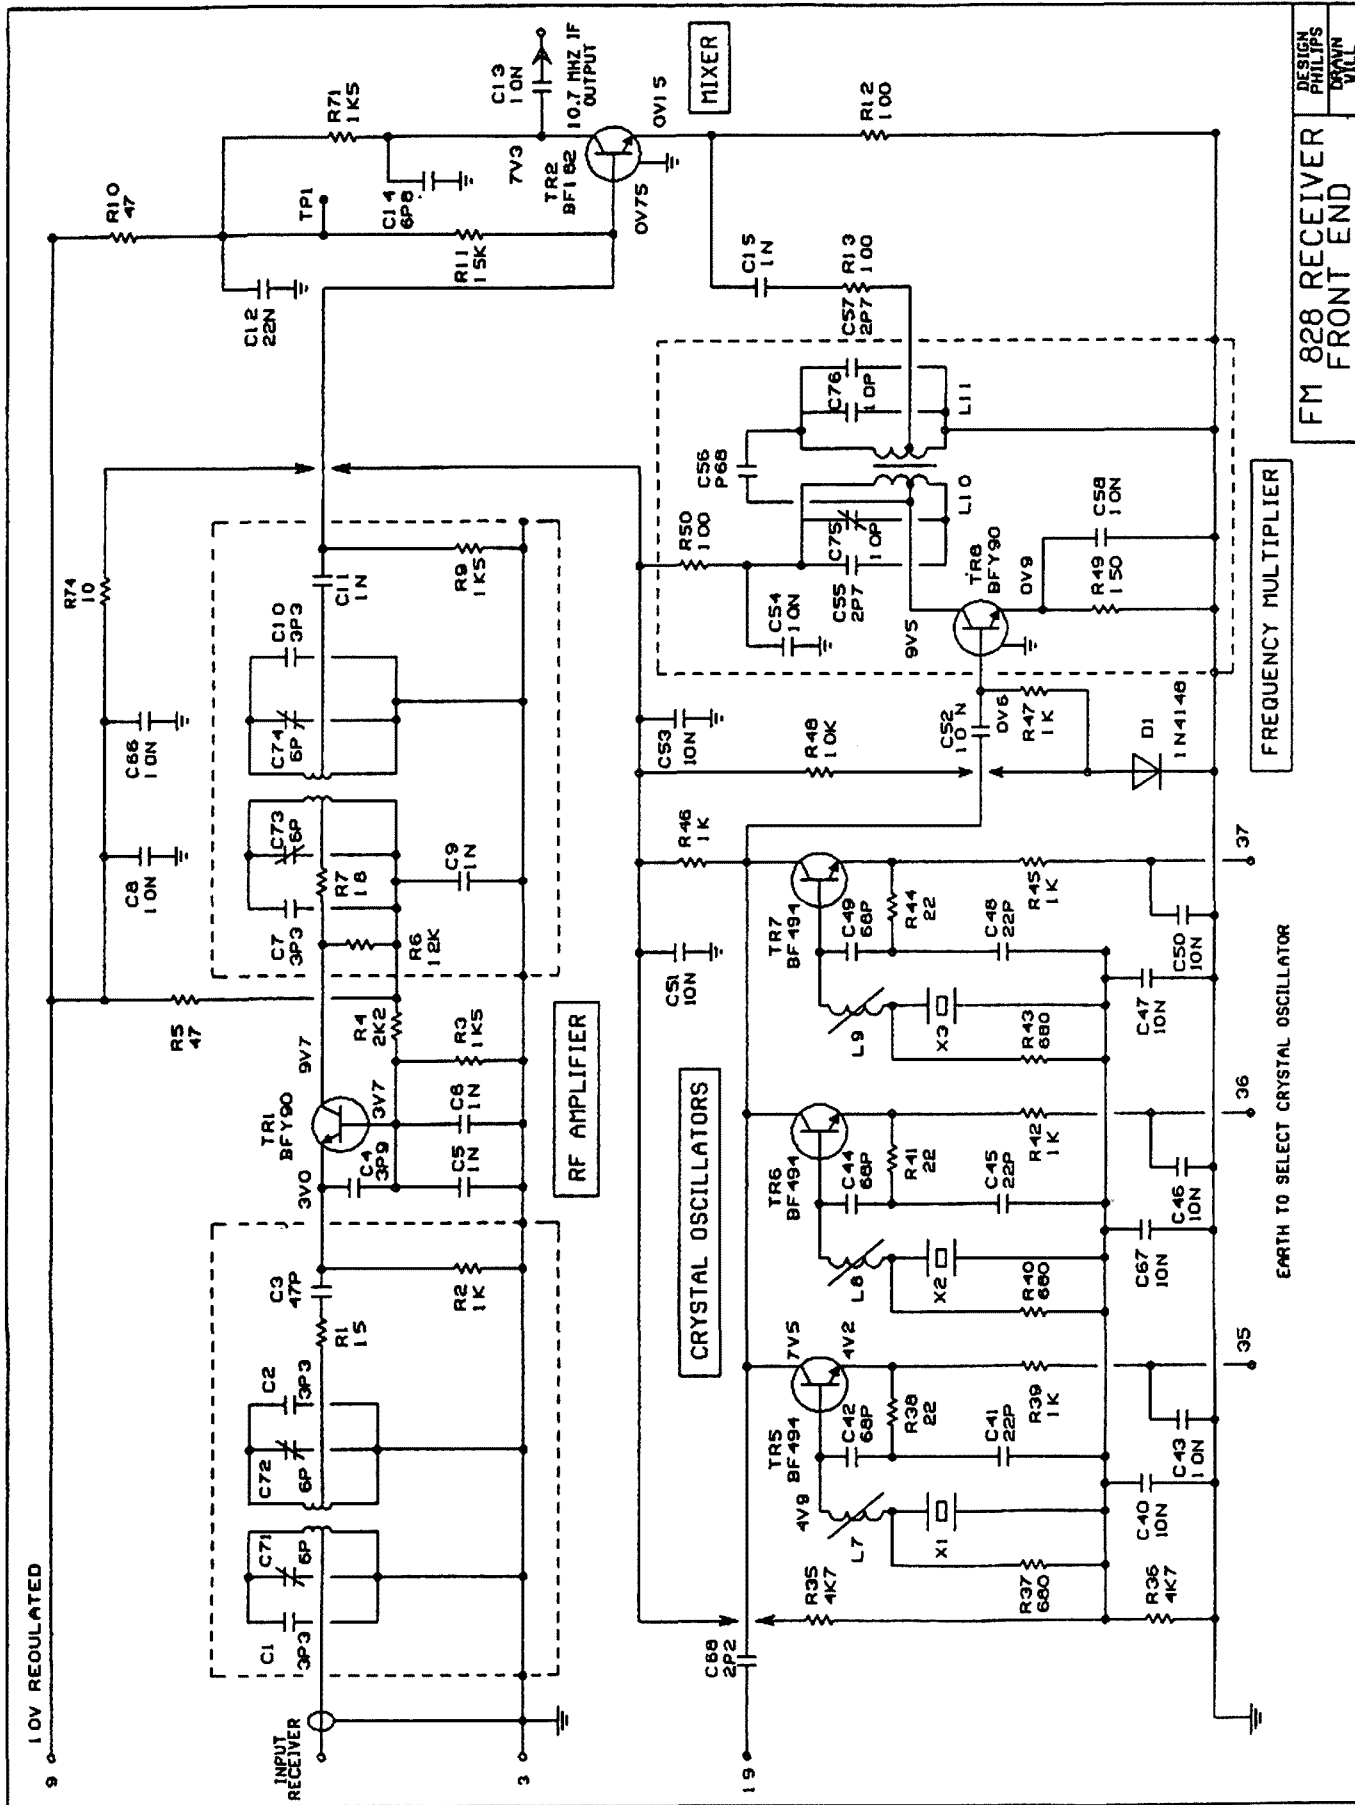 10V REGULATED
9
INPUT
RECEIVER
3
C1
3P3
C71
6P
C72
6P
C2
3P3
R1
15
C3
47P
R2
1K
3V0
C4
3P9
C5
1N
C6
1N
TR1
BFY90
3V7
9V7
R3
1K5
R4
2K2
R5
47
RF AMPLIFIER
R6
12K
C7
3P3
R7
18
C73
6P
C8
10N
C9
1N
C66
10N
C74
6P
C10
3P3
C11
1N
R9
1K5
R74
10
R10
47
C12
22N
TP1
R11
15K
R71
1K5
C14
6P8
7V3
TR2
BF182
0V75
0V15
C13
10N
10.7 MHZ IF
OUTPUT
MIXER
R12
100
C15
1N
R13
100
19
C68
2P2
CRYSTAL OSCILLATORS
R35
4K7
R36
4K7
R37
680
L7
X1
4V9
TR5
BF494
7V5
4V2
C42
68P
R38
22
C41
22P
R39
1K
C40
10N
C43
10N
35
L8
X2
R40
680
TR6
BF494
C44
68P
R41
22
C45
22P
R42
1K
C67
10N
C46
10N
36
L9
X3
R43
680
TR7
BF494
C49
68P
R44
22
C48
22P
R45
1K
C47
10N
C50
10N
37
EARTH TO SELECT CRYSTAL OSCILLATOR
C51
10N
R46
1K
C53
10N
R48
10K
C52
10N
0V6
R47
1K
D1
1N4148
FREQUENCY MULTIPLIER
9V5
TR8
BFY90
0V9
R49
150
C58
10N
C54
10N
R50
100
C55
2P7
C75
10P
C56
P68
L10
L11
C76
10P
C57
2P7
FM 828 RECEIVER
FRONT END
DESIGN
PHILIPS
DRAWN
WILL